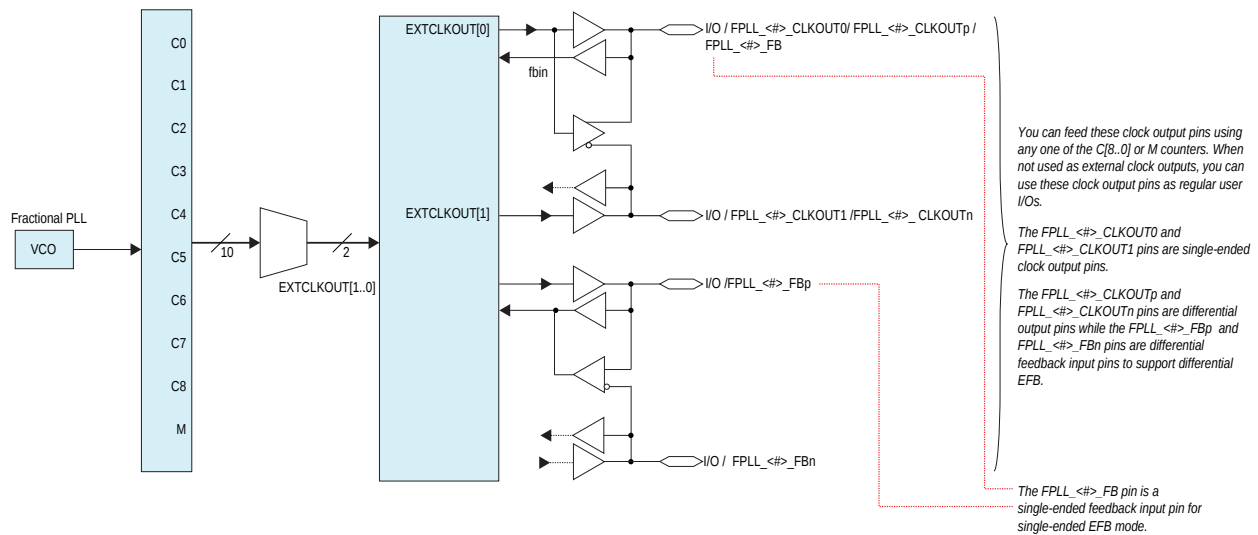 Fractional PLL
VCO
C0
C1
C2
C3
C4
C5
C6
C7
C8
M
10
EXTCLKOUT[1..0]
2
EXTCLKOUT[0]
EXTCLKOUT[1]
fbin
I/O / FPLL_<#>_CLKOUT0/ FPLL_<#>_CLKOUTp /
FPLL_<#>_FB
I/O / FPLL_<#>_CLKOUT1 /FPLL_<#>_ CLKOUTn
I/O /FPLL_<#>_FBp
I/O / FPLL_<#>_FBn
You can feed these clock output pins using
any one of the C[8..0] or M counters. When
not used as external clock outputs, you can
use these clock output pins as regular user
I/Os.
The FPLL_<#>_CLKOUT0 and
FPLL_<#>_CLKOUT1 pins are single-ended
clock output pins.
The FPLL_<#>_CLKOUTp and
FPLL_<#>_CLKOUTn pins are differential
output pins while the FPLL_<#>_FBp and
FPLL_<#>_FBn pins are differential
feedback input pins to support differential
EFB.
The FPLL_<#>_FB pin is a
single-ended feedback input pin for
single-ended EFB mode.